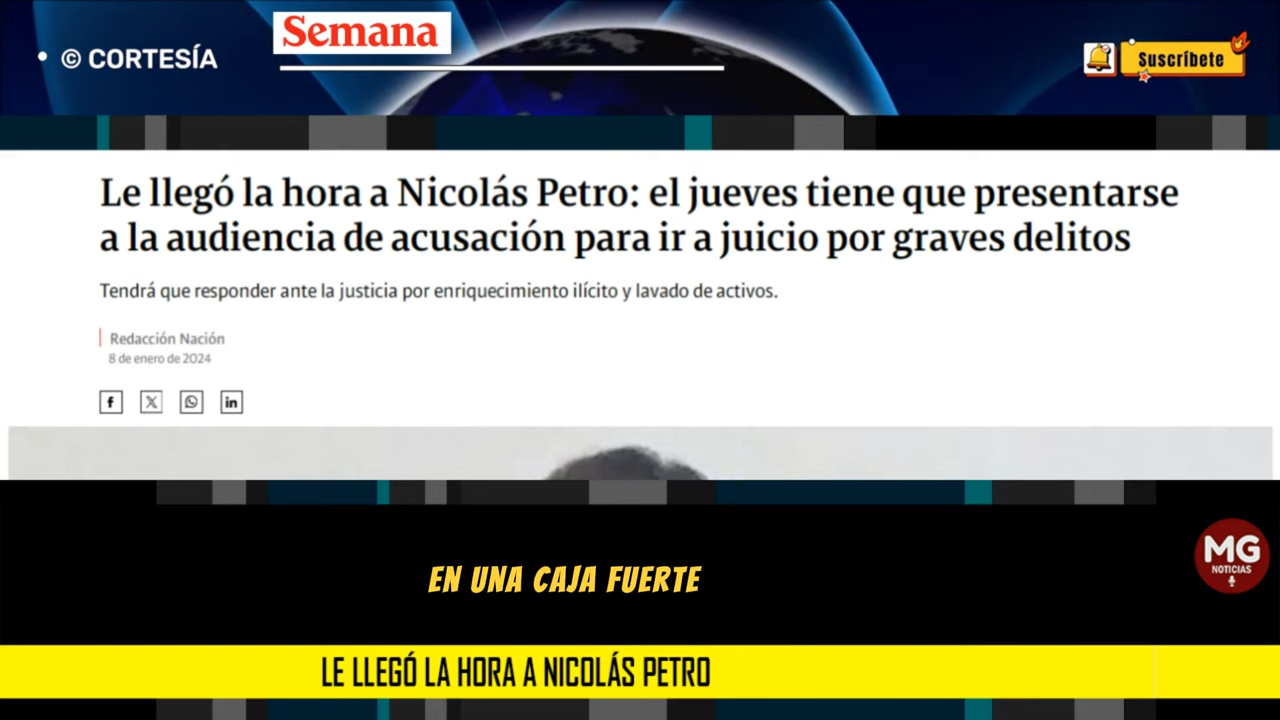 © CORTESÍA
Semana
Suscríbete
Le llegó la hora a Nicolás Petro: el jueves tiene que presentarse
a la audiencia de acusación para ir a juicio por graves delitos
Tendrá que responder ante la justicia por enriquecimiento ilícito y lavado de activos.
Redacción Nación
8 de enero de 2024
EN UNA CAJA FUERTE
MG
NOTICIAS
LE LLEGÓ LA HORA A NICOLÁS PETRO